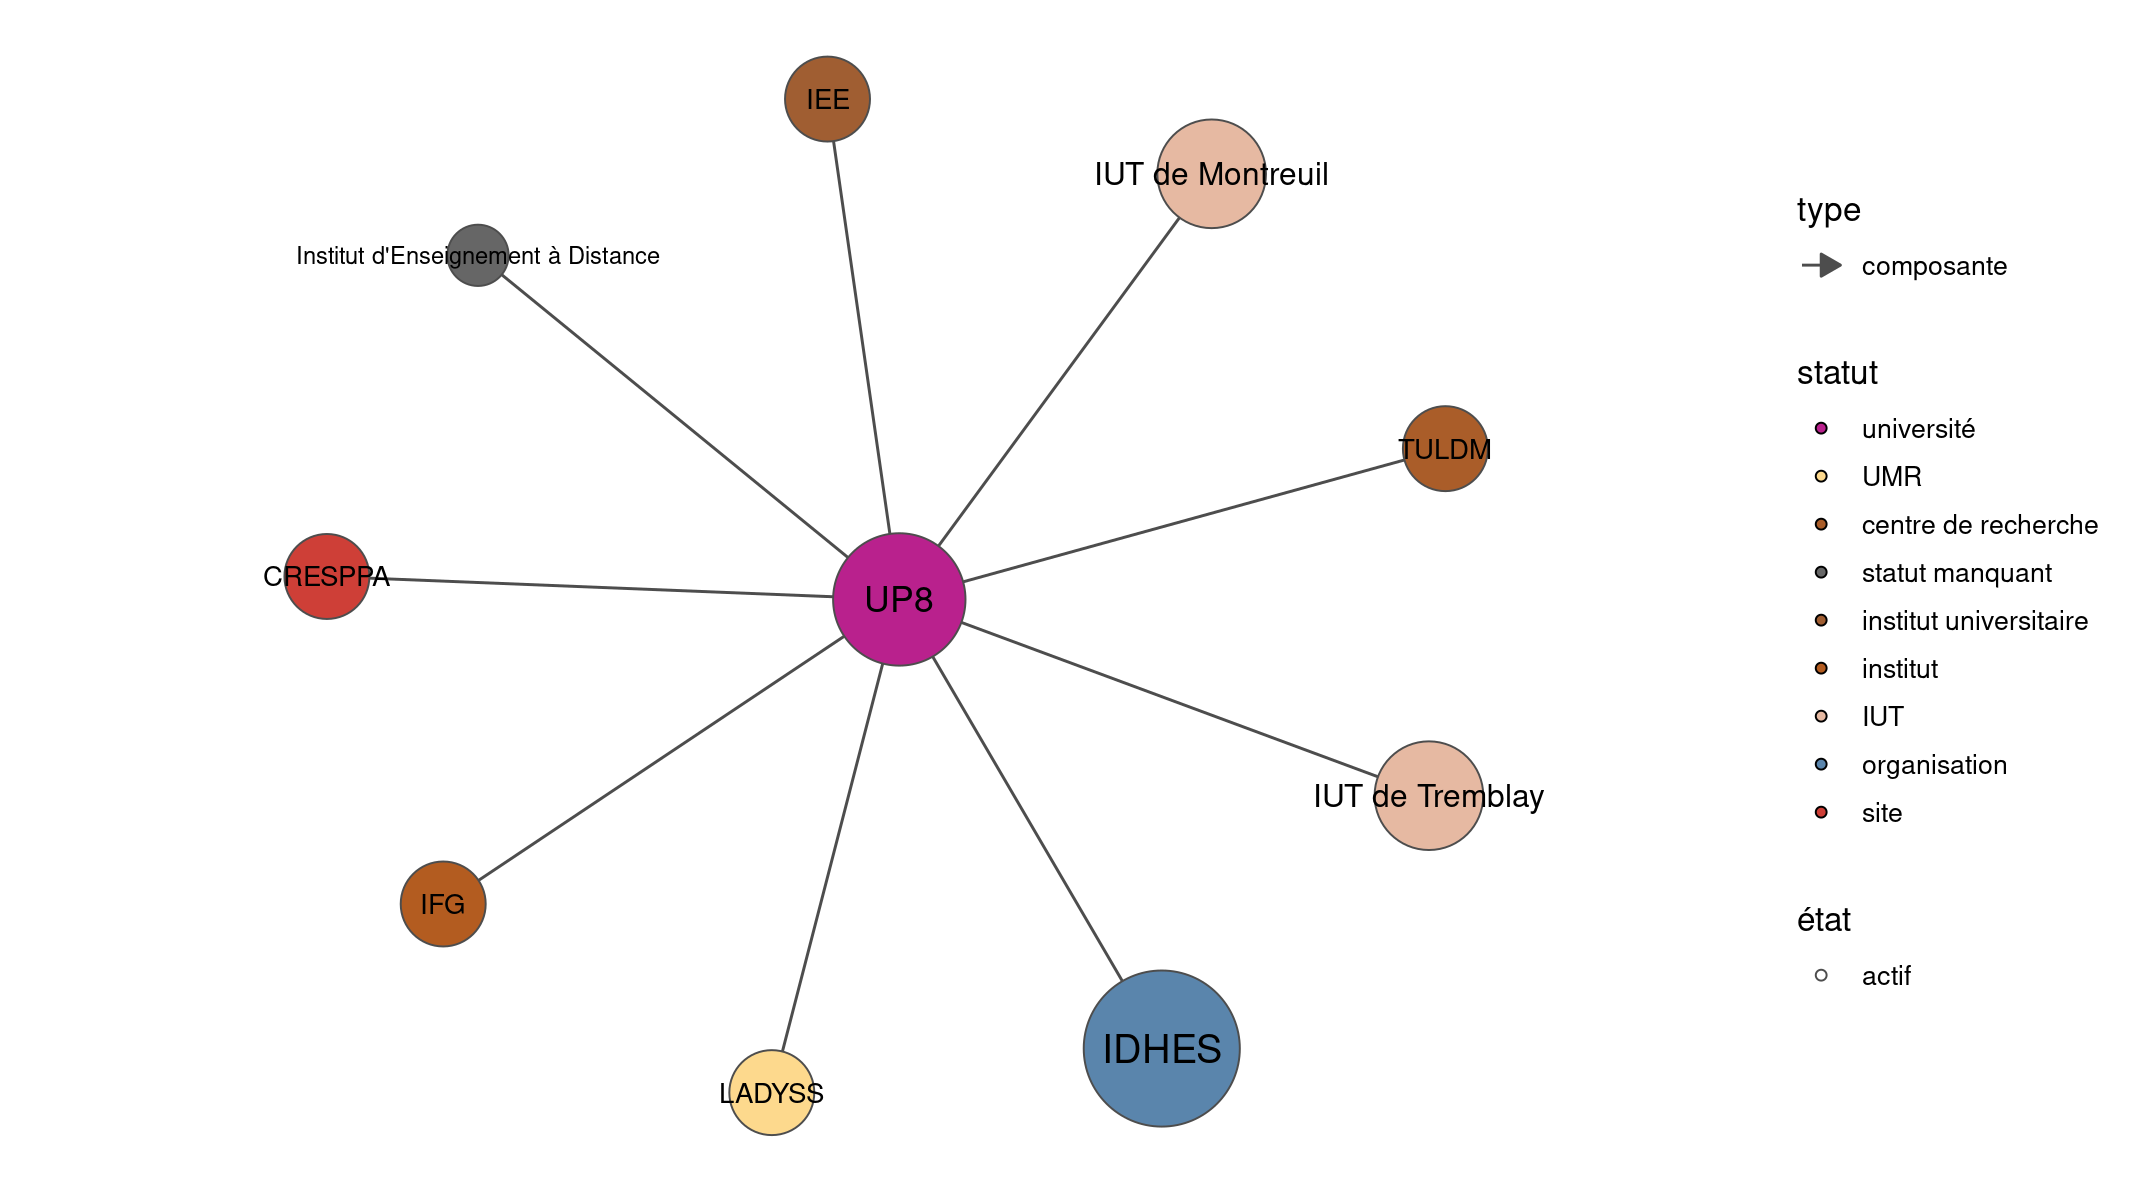 IEE
IUT de Montreuil
Institut d'Enseignement à Distance
TULDM
CRESPPA
UP8
IUT de Tremblay
IFG
IDHES
LADYSS
type
composante
statut
université
UMR
centre de recherche
statut manquant
institut universitaire
institut
IUT
organisation
site
état
actif